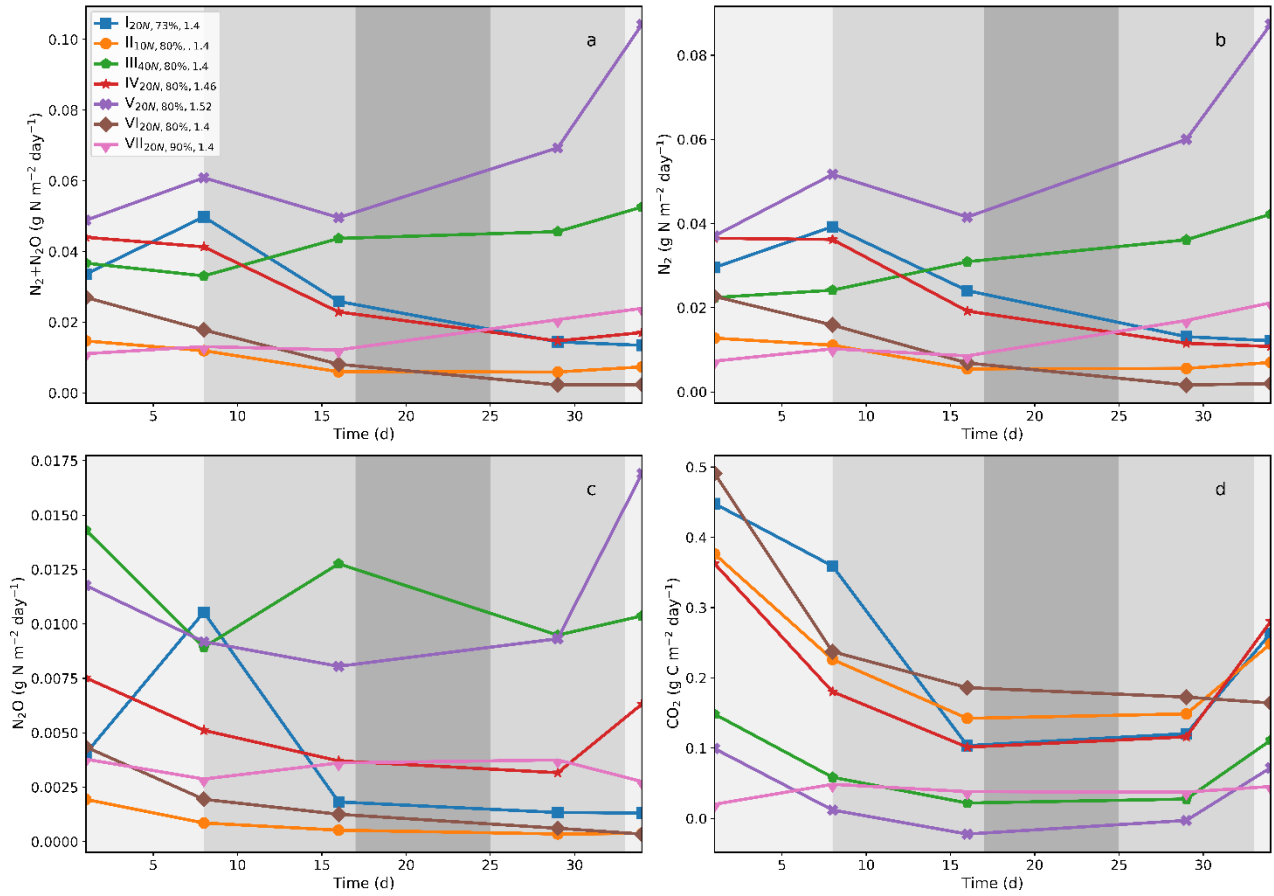 a
I20N, 73%, 1.4
II10N, 80%, . 1.4
III40N, 80%, 1.4
IV20N, 80%, 1.46
V20N, 80%, 1.52
VI20N, 80%, 1.4
VII20N, 90%, 1.4
N2+N2O (g N m−2 day−1)
0.10
0.08
0.06
0.04
0.02
0.00
5 10 15 20 25 30
Time (d)
b
N2 (g N m−2 day−1)
0.08
0.06
0.04
0.02
0.00
5 10 15 20 25 30
Time (d)
c
N2O (g N m−2 day−1)
0.0175
0.0150
0.0125
0.0100
0.0075
0.0050
0.0025
0.0000
5 10 15 20 25 30
Time (d)
d
CO2 (g C m−2 day−1)
0.5
0.4
0.3
0.2
0.1
0.0
5 10 15 20 25 30
Time (d)